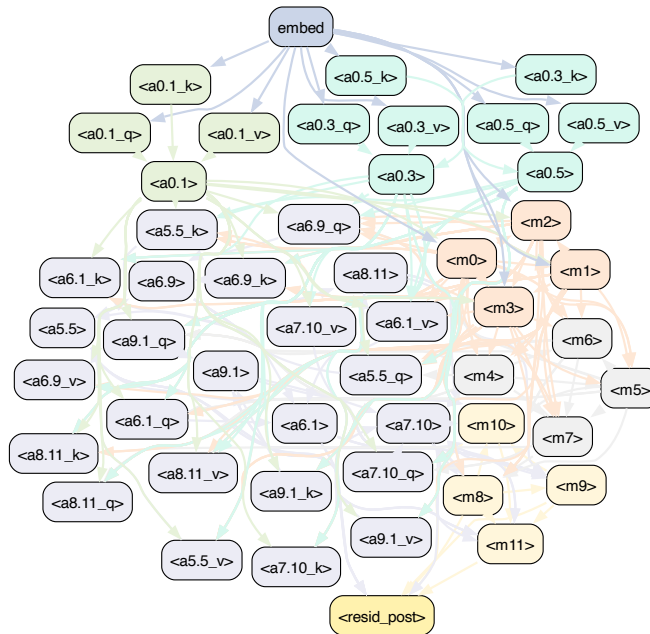 embed
<a0.5_k>
<a0.3_k>
<a0.1_k>
<a0.1_q>
<a0.1_v>
<a0.3_q>
<a0.3_v>
<a0.5_q>
<a0.5_v>
<a0.1>
<a0.3>
<a0.5>
<a5.5_k>
<a6.9_q>
<m2>
<a6.1_k>
<a6.9>
<a6.9_k>
<a8.11>
<m0>
<m1>
<a5.5>
<a9.1_q>
<a7.10_v>
<a6.1_v>
<m3>
<m6>
<a6.9_v>
<a9.1>
<a5.5_q>
<m4>
<m5>
<a6.1_q>
<a6.1>
<a7.10>
<m10>
<m7>
<a8.11_k>
<a8.11_v>
<a7.10_q>
<a8.11_q>
<a9.1_k>
<m8>
<m9>
<a9.1_v>
<m11>
<a5.5_v>
<a7.10_k>
<resid_post>